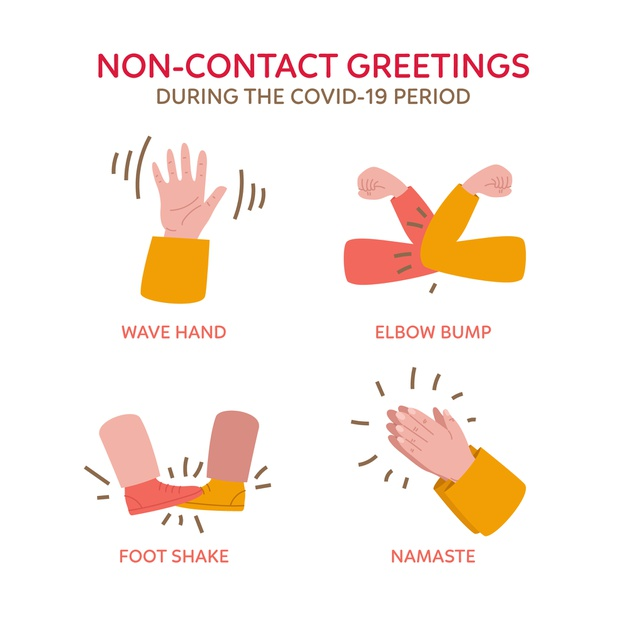 NON-CONTACT GREETINGS
DURING THE COVID-19 PERIOD
WAVE HAND
ELBOW BUMP
FOOT SHAKE
NAMASTE